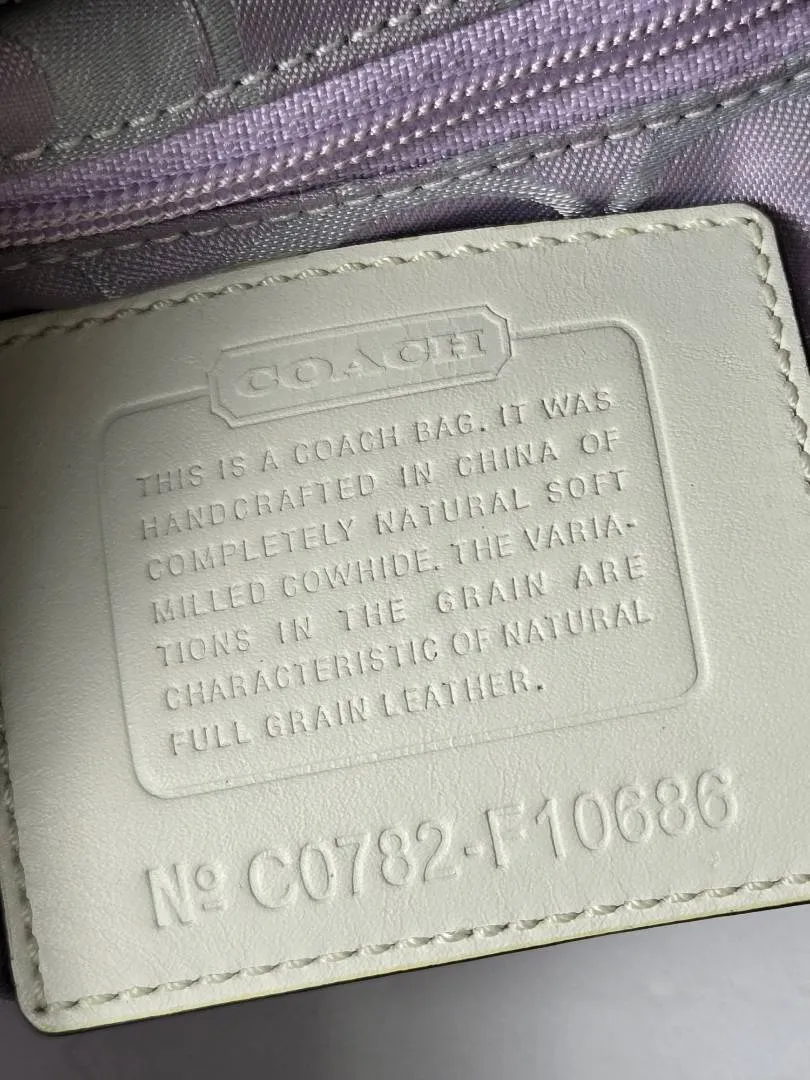 COACH
THIS IS A COACH BAG. IT WAS
HANDCRAFTED IN CHINA OF
COMPLETELY NATURAL SOFT
MILLED COWHIDE. THE VARIA-
TIONS IN THE GRAIN ARE
CHARACTERISTIC OF NATURAL
FULL GRAIN LEATHER.
Nº C0782-F10686